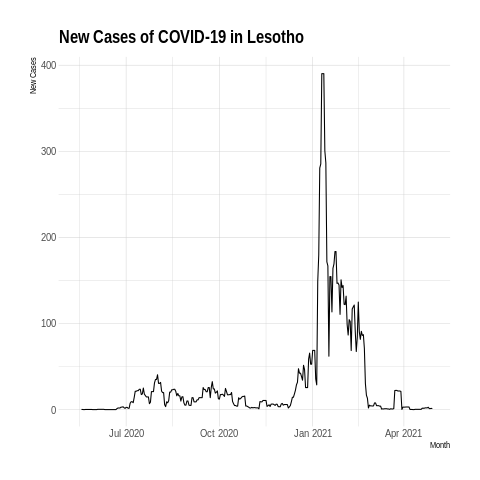 New Cases of COVID-19 in Lesotho
New Cases
400
300
200
100
0
Jul 2020
Oct 2020
Jan 2021
Apr 2021
Month